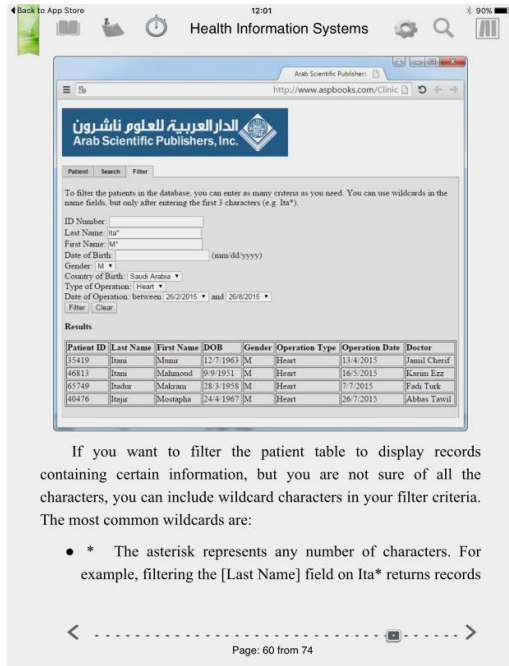 Back to App Store
12:01
90%
Health Information Systems
Arab Scientific Publishers
http://www.aspbooks.com/Clinic
الدار العربية للعلوم ناشرون
Arab Scientific Publishers, Inc.
Patient Search Filter
To filter the patients in the database, you can enter as many criteria as you need. You can use wildcards in the
name fields, but only after entering the first 3 characters (e.g. Ita*).
ID Number:
Last Name: Ita*
First Name: M*
Date of Birth: (mm/dd/yyyy)
Gender: M
Country of Birth: Saudi Arabia
Type of Operation: Heart
Date of Operation: between 26/2/2015 and 26/8/2015
Filter Clear
Results
Patient ID Last Name First Name DOB Gender Operation Type Operation Date Doctor
35419 Itani Munir 12/7/1963 M Heart 13/4/2015 Jamil Cherif
46813 Itani Mahmoud 9/9/1951 M Heart 16/5/2015 Karim Ezz
65749 Itadur Makram 28/3/1958 M Heart 7/7/2015 Fadi Turk
40476 Itajir Mostapha 24/4/1967 M Heart 26/7/2015 Abbas Tawil
If you want to filter the patient table to display records
containing certain information, but you are not sure of all the
characters, you can include wildcard characters in your filter criteria.
The most common wildcards are:
● * The asterisk represents any number of characters. For
example, filtering the [Last Name] field on Ita* returns records
Page: 60 from 74